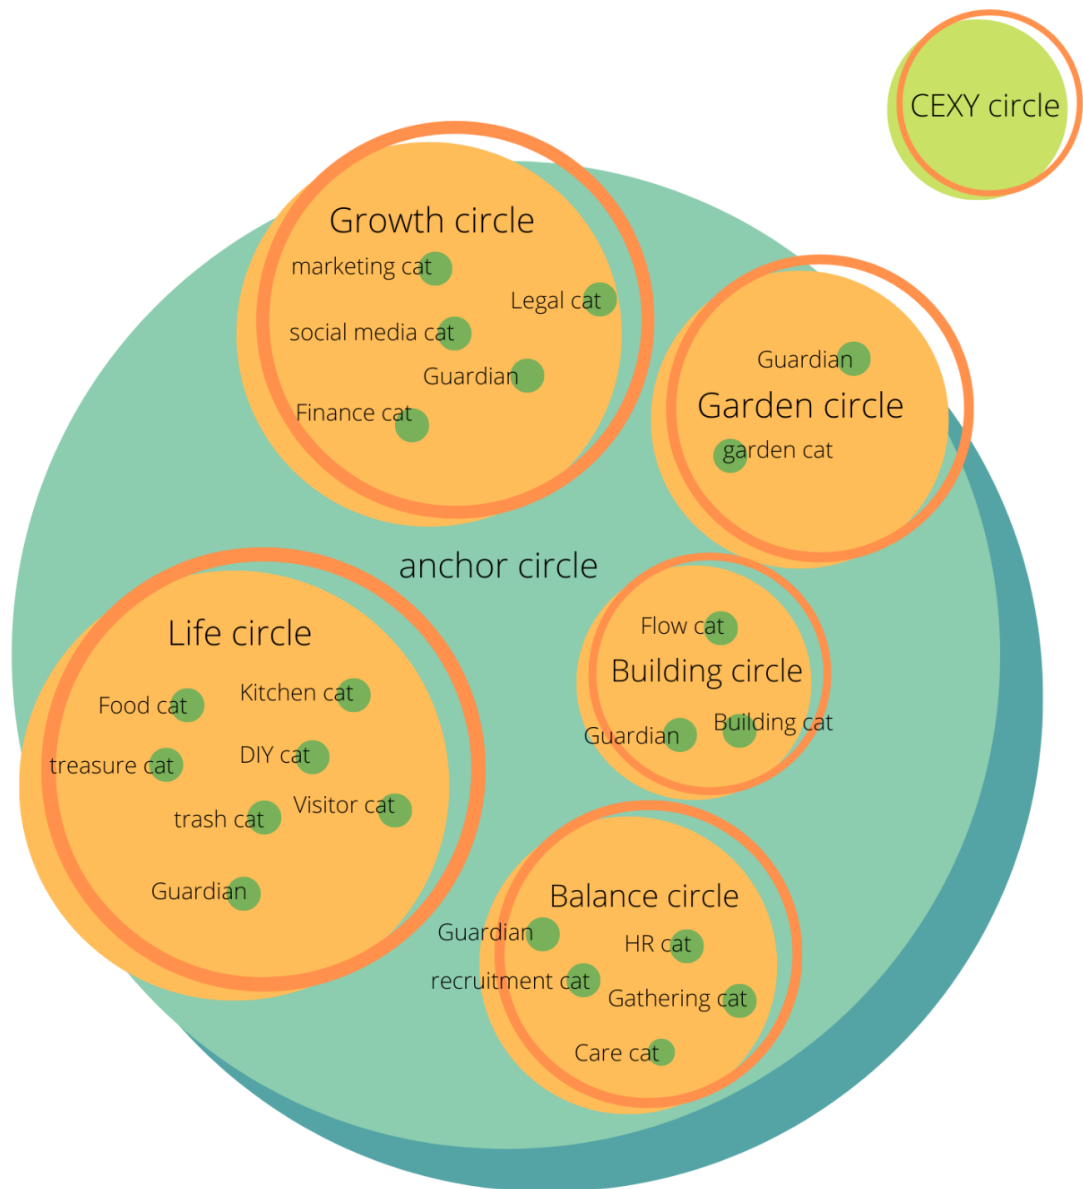 CEXY circle
Growth circle
marketing cat
Legal cat
social media cat
Guardian
Finance cat
Guardian
Garden circle
garden cat
anchor circle
Life circle
Food cat
Kitchen cat
treasure cat
DIY cat
trash cat
Visitor cat
Guardian
Flow cat
Building circle
Guardian
Building cat
Balance circle
Guardian
HR cat
recruitment cat
Gathering cat
Care cat